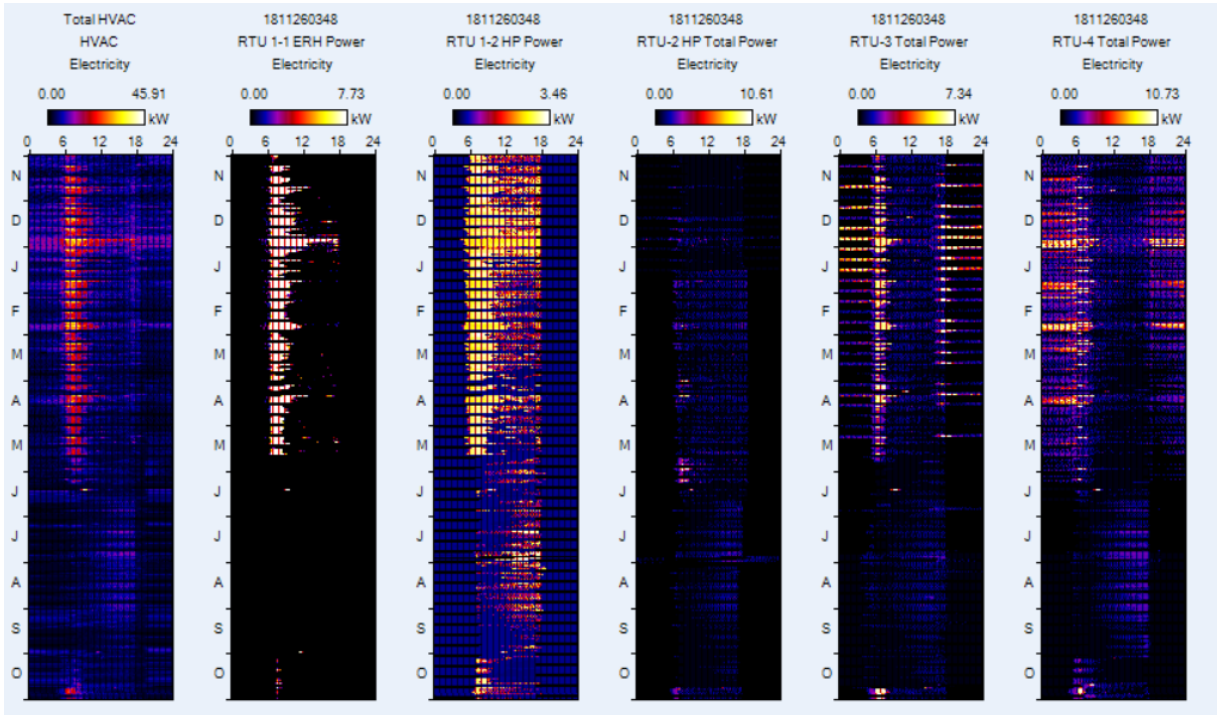 Total HVAC
HVAC
Electricity
0.00 45.91
kW
0 6 12 18 24
N
D
J
F
M
A
M
J
J
A
S
O
1811260348
RTU 1-1 ERH Power
Electricity
0.00 7.73
kW
0 6 12 18 24
N
D
J
F
M
A
M
J
J
A
S
O
1811260348
RTU 1-2 HP Power
Electricity
0.00 3.46
kW
0 6 12 18 24
N
D
J
F
M
A
M
J
J
A
S
O
1811260348
RTU-2 HP Total Power
Electricity
0.00 10.61
kW
0 6 12 18 24
N
D
J
F
M
A
M
J
J
A
S
O
1811260348
RTU-3 Total Power
Electricity
0.00 7.34
kW
0 6 12 18 24
N
D
J
F
M
A
M
J
J
A
S
O
1811260348
RTU-4 Total Power
Electricity
0.00 10.73
kW
0 6 12 18 24
N
D
J
F
M
A
M
J
J
A
S
O